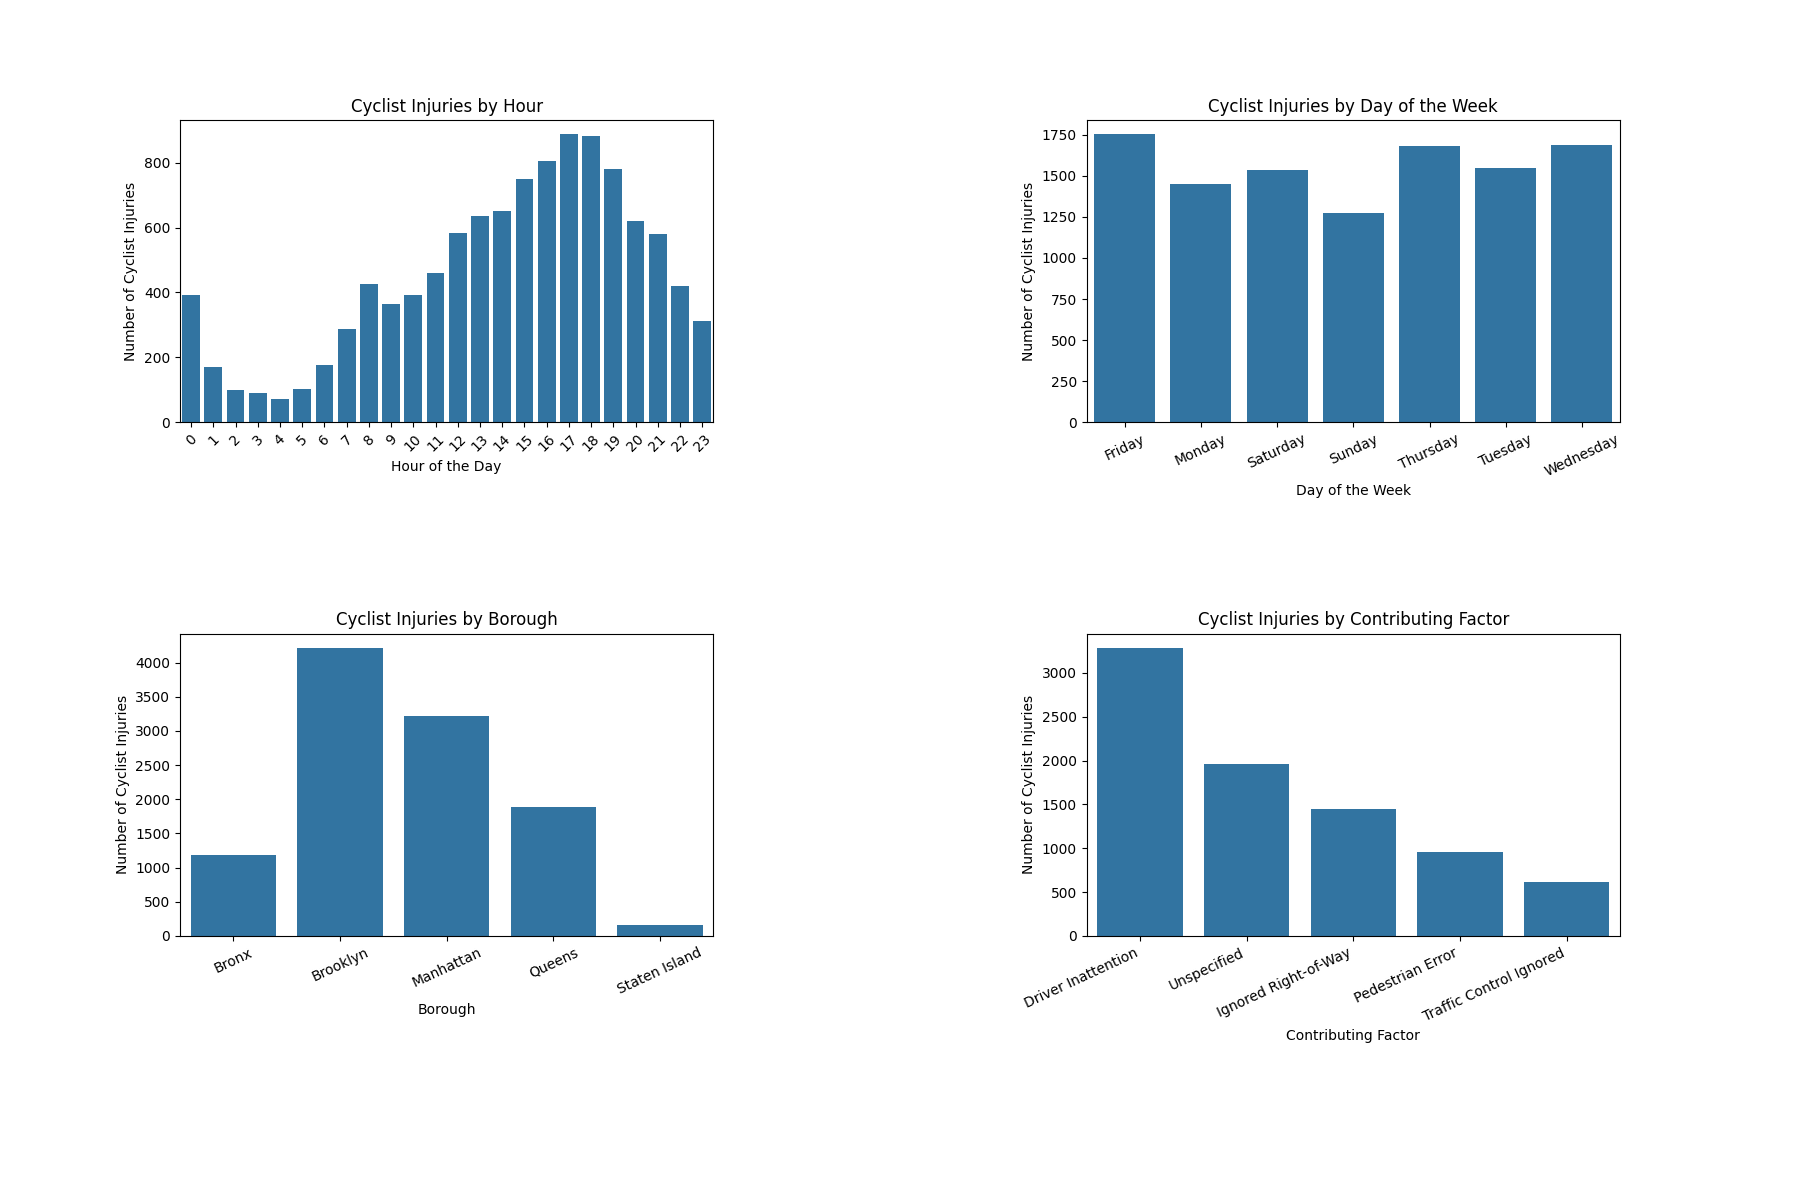 Cyclist Injuries by Hour
Number of Cyclist Injuries
800
600
400
200
0
0 1 2 3 4 5 6 7 8 9 10 11 12 13 14 15 16 17 18 19 20 21 22 23
Hour of the Day
Cyclist Injuries by Day of the Week
Number of Cyclist Injuries
1750
1500
1250
1000
750
500
250
0
Friday Monday Saturday Sunday Thursday Tuesday Wednesday
Day of the Week
Cyclist Injuries by Borough
Number of Cyclist Injuries
4000
3500
3000
2500
2000
1500
1000
500
0
Bronx Brooklyn Manhattan Queens Staten Island
Borough
Cyclist Injuries by Contributing Factor
Number of Cyclist Injuries
3000
2500
2000
1500
1000
500
0
Driver Inattention Unspecified Ignored Right-of-Way Pedestrian Error Traffic Control Ignored
Contributing Factor